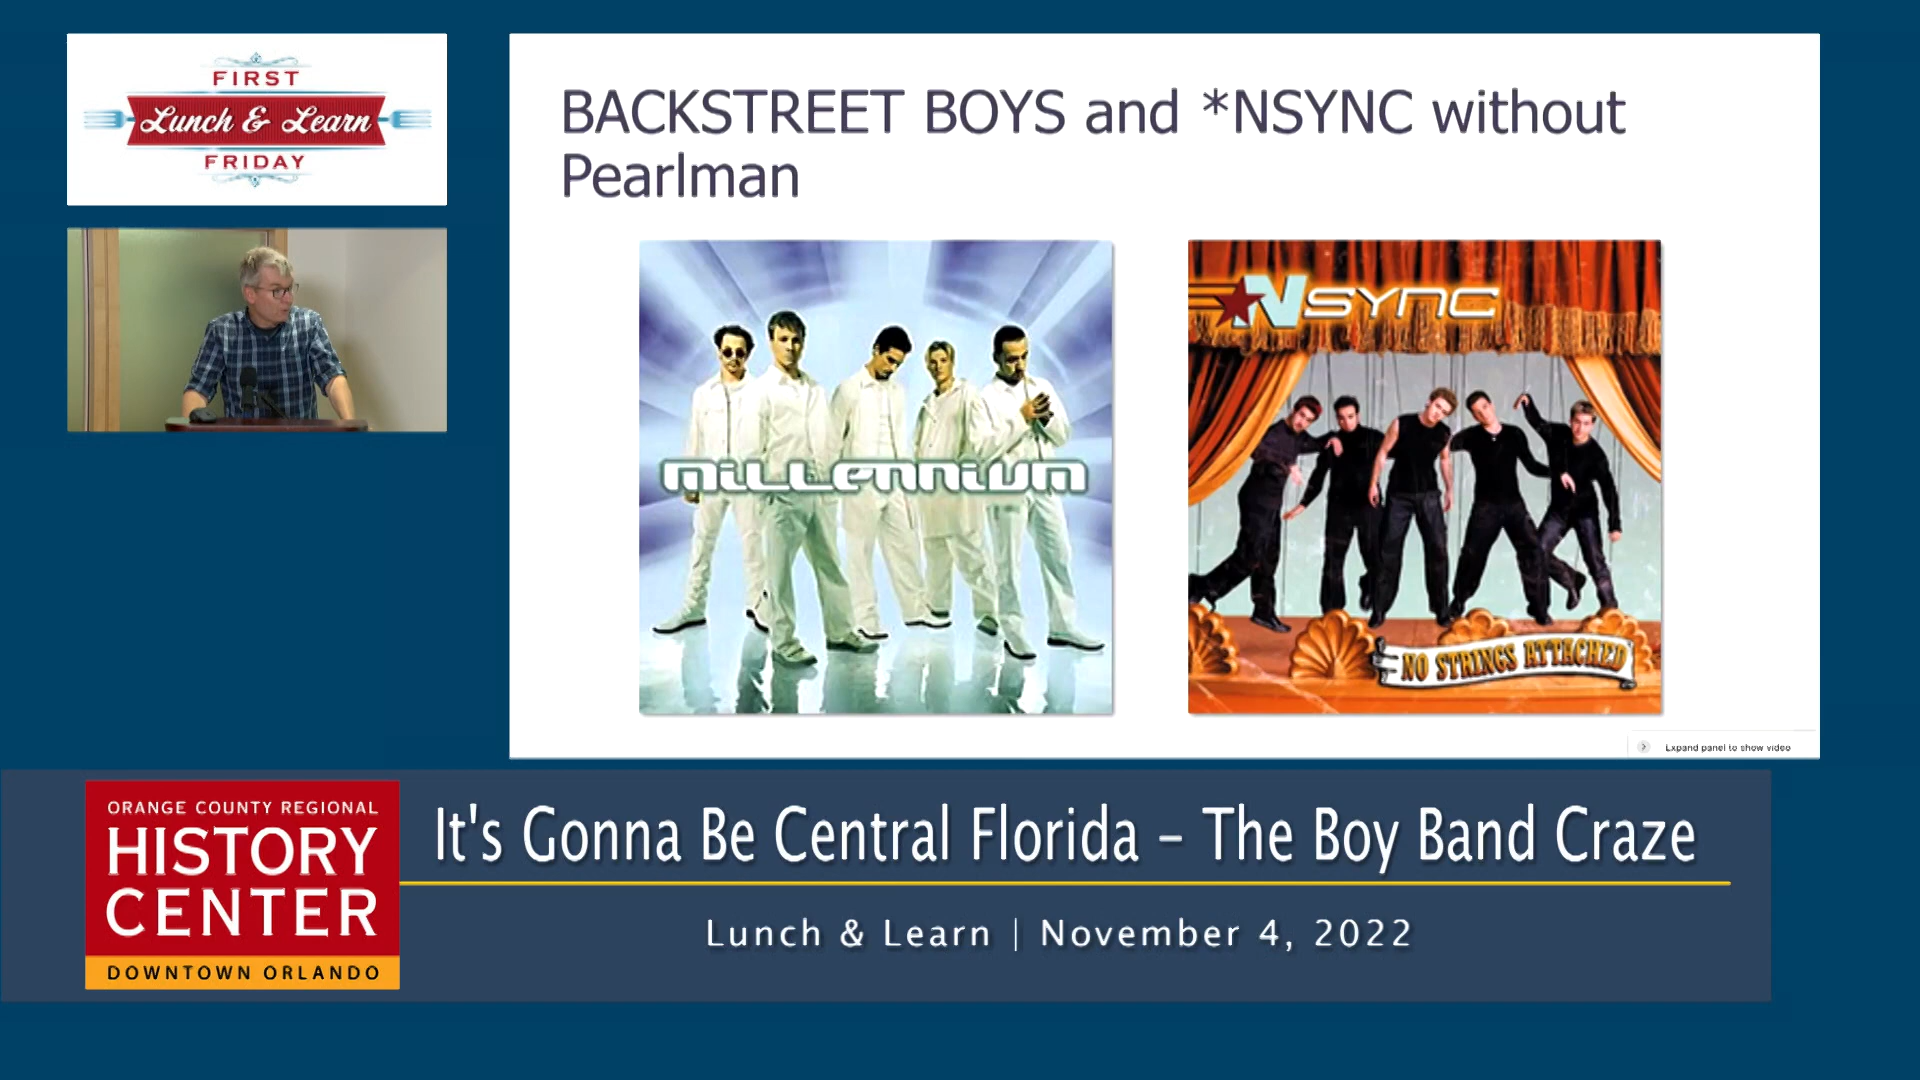 FIRST
Lunch & Learn
FRIDAY
BACKSTREET BOYS and *NSYNC without
Pearlman
*NSYNC
MILLENNIUM
NO STRINGS ATTACHED
Expand panel to show video
ORANGE COUNTY REGIONAL
HISTORY
CENTER
DOWNTOWN ORLANDO
It's Gonna Be Central Florida – The Boy Band Craze
Lunch & Learn | November 4, 2022